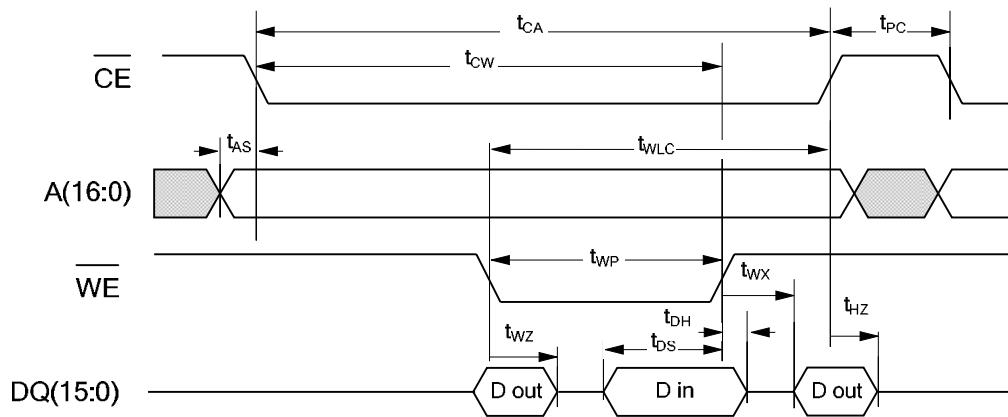 tCA
tPC
CE
tCW
tAS
tWLC
A(16:0)
tWP
WE
tWX
tDH
tHZ
tWZ
tDS
DQ(15:0)
D out
D in
D out